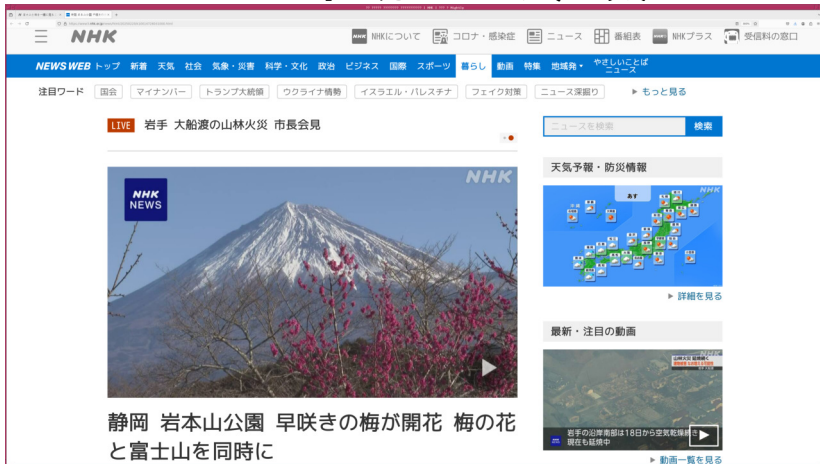 NHK
NHK NHKについて
コロナ・感染症
ニュース
番組表
NHKプラス
受信料の窓口
NEWS WEB トップ 新着 天気 社会 気象・災害 科学・文化 政治 ビジネス 国際 スポーツ 暮らし 動画 特集 地域発 やさしいことばニュース
注目ワード 国会 マイナンバー トランプ大統領 ウクライナ情勢 イスラエル・パレスチナ フェイク対策 ニュース深掘り もっと見る
LIVE 岩手 大船渡の山林火災 市長会見
ニュースを検索 検索
NHK
NHK
NEWS
静岡 岩本山公園 早咲きの梅が開花 梅の花
と富士山を同時に
天気予報・防災情報
あす
NHK
詳細を見る
最新・注目の動画
NHK
岩手の沿岸南部は18日から空気乾燥続き
現在も延焼中
動画一覧を見る